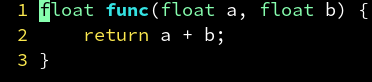 1 float func(float a, float b) {
2     return a + b;
3 }